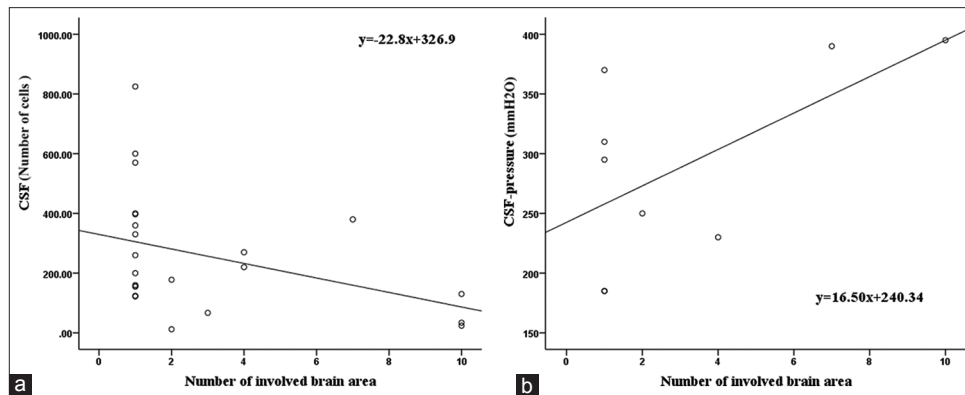 y=-22.8x+326.9
CSF (Number of cells )
1000.00
800.00
600.00
400.00
200.00
.00
0 2 4 6 8 10
Number of involved brain area
a
CSF-pressure (mmH2O)
400
350
300
250
200
150
y=16.50x+240.34
0 2 4 6 8 10
Number of involved brain area
b